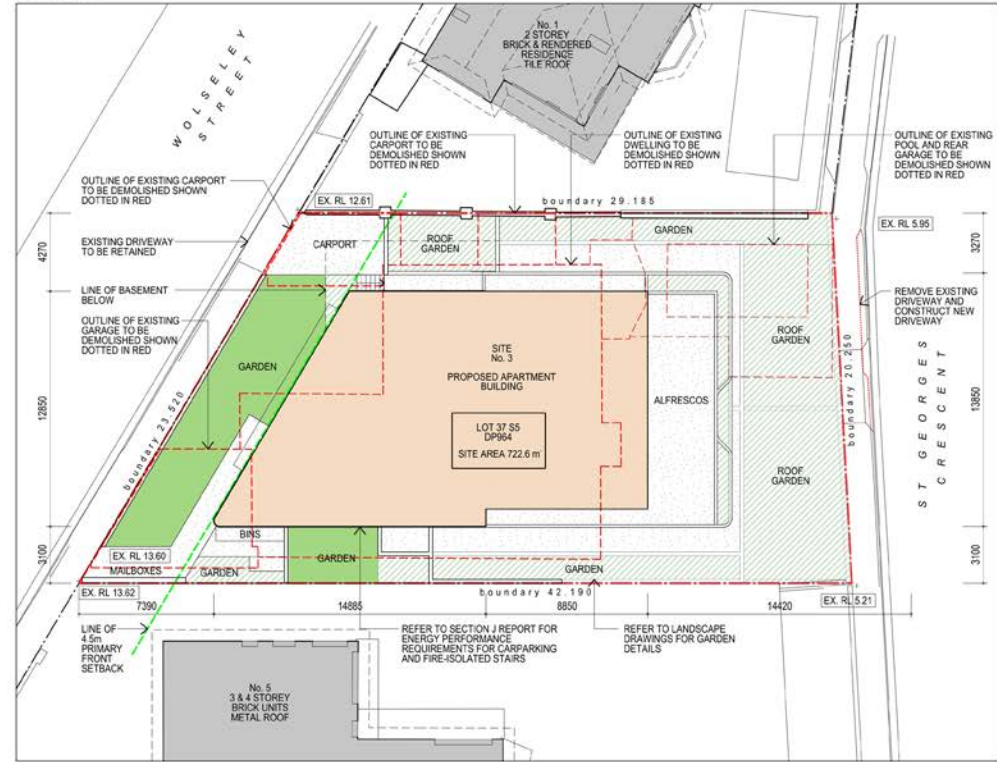 No. 1
2 STOREY
BRICK & RENDERED
RESIDENCE
TILE ROOF
WOLSELEY
STREET
OUTLINE OF EXISTING
CARPORT TO BE
DEMOLISHED SHOWN
DOTTED IN RED
OUTLINE OF EXISTING
DWELLING TO BE
DEMOLISHED SHOWN
DOTTED IN RED
OUTLINE OF EXISTING
POOL AND REAR
GARAGE TO BE
DEMOLISHED SHOWN
DOTTED IN RED
OUTLINE OF EXISTING CARPORT
TO BE DEMOLISHED SHOWN
DOTTED IN RED
EX. RL 12.61
boundary 29.185
EX. RL 5.95
EXISTING DRIVEWAY
TO BE RETAINED
CARPORT
ROOF
GARDEN
GARDEN
4270
3270
LINE OF BASEMENT
BELOW
REMOVE EXISTING
DRIVEWAY AND
CONSTRUCT NEW
DRIVEWAY
OUTLINE OF EXISTING
GARAGE TO BE
DEMOLISHED SHOWN
DOTTED IN RED
ROOF
GARDEN
GARDEN
SITE
No. 3
PROPOSED APARTMENT
BUILDING
ALFRESCOS
boundary 20.250
ST GEORGES
CRESCENT
12850
13850
LOT 37 S5
DP964
SITE AREA 722.6 m
boundary 23.520
ROOF
GARDEN
BINS
EX. RL 13.60
MAILBOXES
GARDEN
GARDEN
GARDEN
3100
3100
EX. RL 13.62
boundary 42.190
EX. RL 5.21
7390
14885
8850
14420
LINE OF
4.5m
PRIMARY
FRONT
SETBACK
REFER TO SECTION J REPORT FOR
ENERGY PERFORMANCE
REQUIREMENTS FOR CARPARKING
AND FIRE-ISOLATED STAIRS
REFER TO LANDSCAPE
DRAWINGS FOR GARDEN
DETAILS
No. 5
3 & 4 STOREY
BRICK UNITS
METAL ROOF